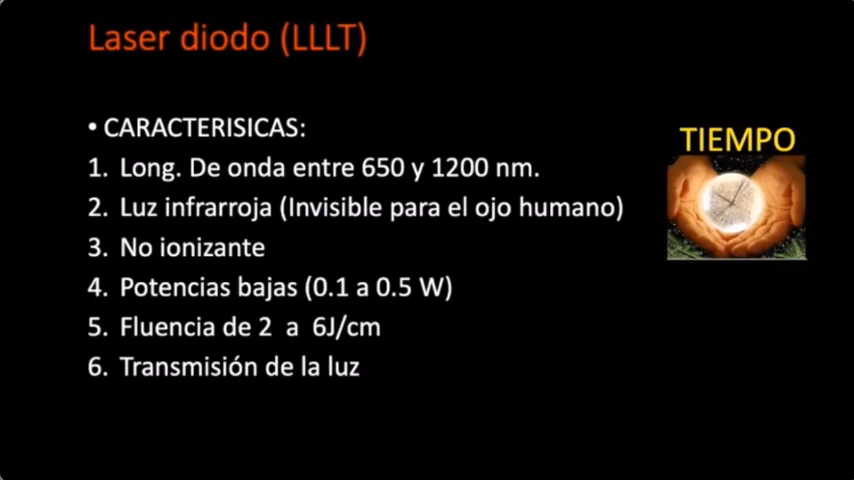 Laser diodo (LLLT)
• CARACTERISICAS:
1. Long. De onda entre 650 y 1200 nm.
2. Luz infrarroja (Invisible para el ojo humano)
3. No ionizante
4. Potencias bajas (0.1 a 0.5 W)
5. Fluencia de 2 a 6J/cm
6. Transmisión de la luz
TIEMPO